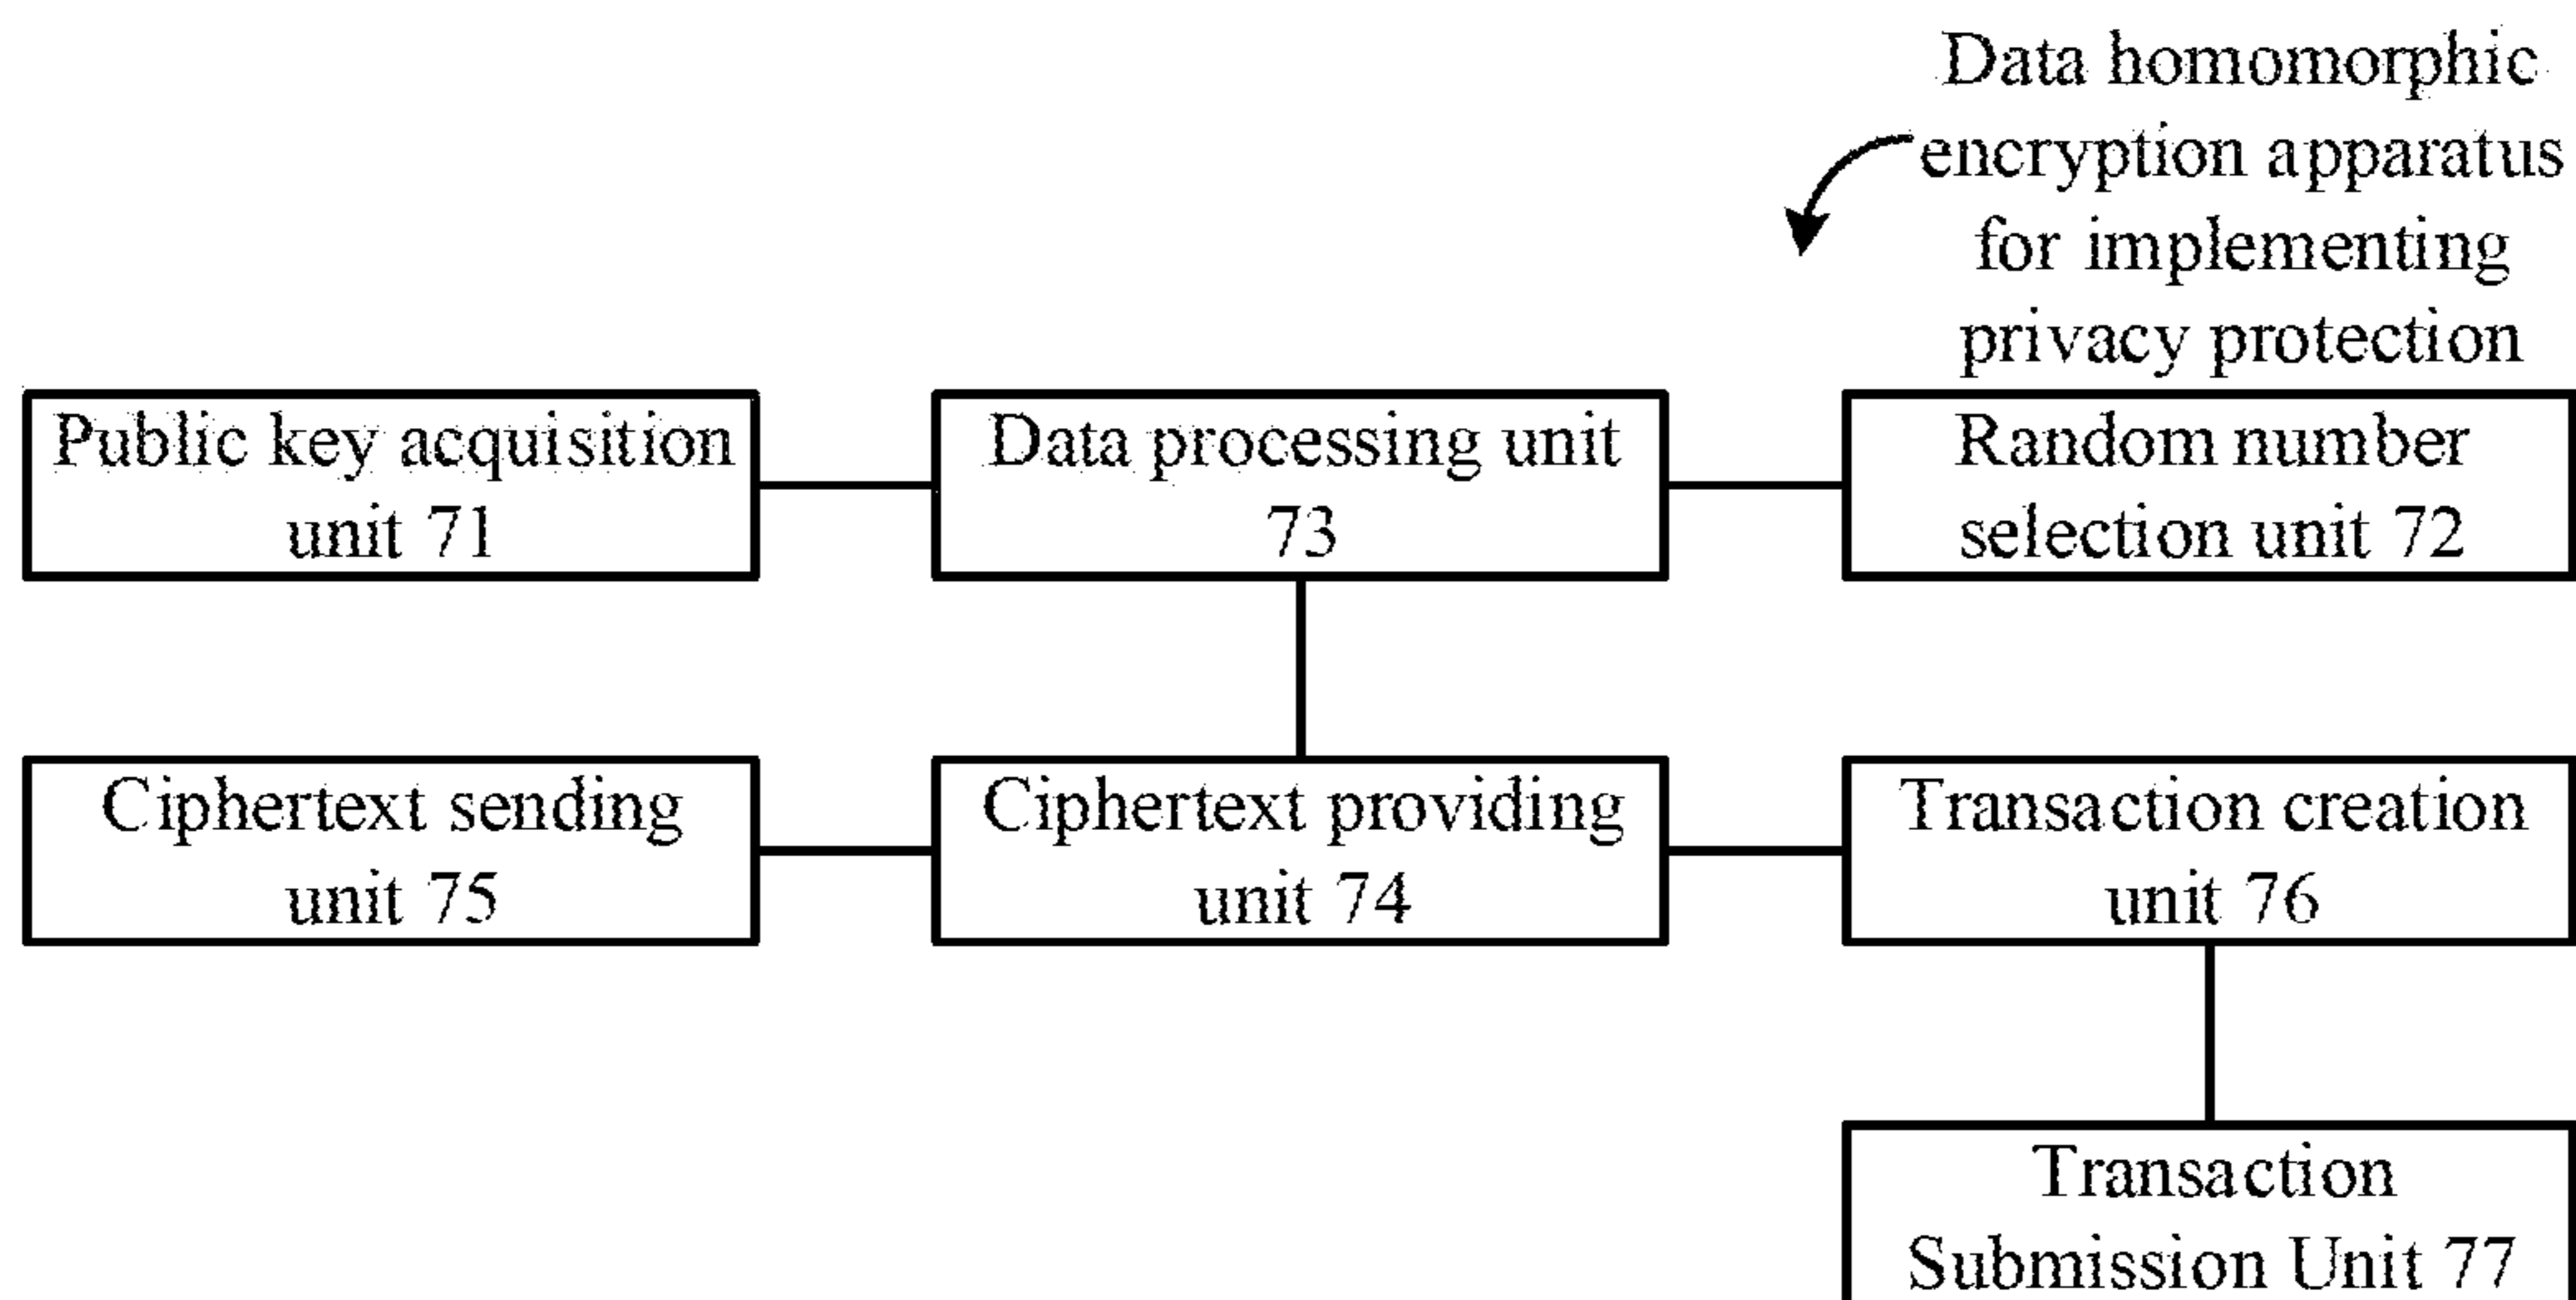 Data homomorphic
encryption apparatus
for implementing
privacy protection
Public key acquisition
unit 71
Data processing unit
73
Random number
selection unit 72
Ciphertext sending
unit 75
Ciphertext providing
unit 74
Transaction creation
unit 76
Transaction
Submission Unit 77